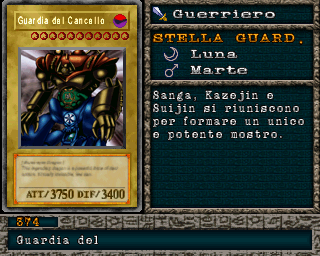 Guardia del Cancello
ATT/3750 DIF/3400
Guerriero
STELLA GUARD.
Luna
Marte
Sanga, Kazejin e
Suijin si riuniscono
per formare un unico
e potente mostro.
374
Guardia del